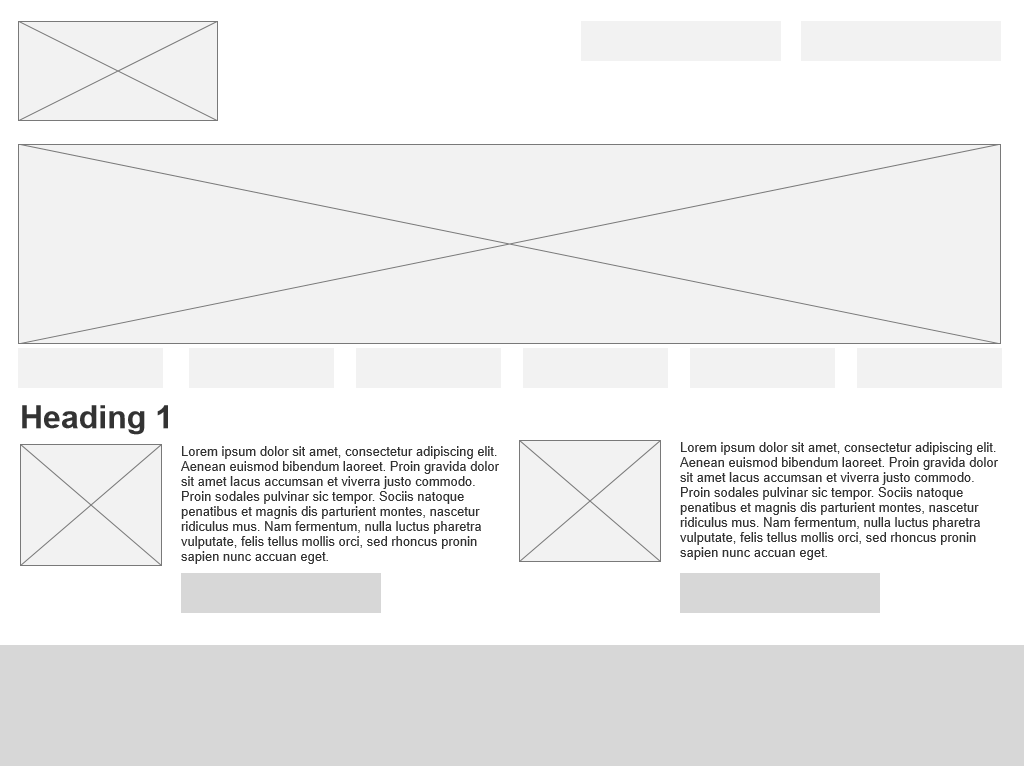 Heading 1
Lorem ipsum dolor sit amet, consectetur adipiscing elit.
Aenean euismod bibendum laoreet. Proin gravida dolor
sit amet lacus accumsan et viverra justo commodo.
Proin sodales pulvinar sic tempor. Sociis natoque
penatibus et magnis dis parturient montes, nascetur
ridiculus mus. Nam fermentum, nulla luctus pharetra
vulputate, felis tellus mollis orci, sed rhoncus pronin
sapien nunc accuan eget.
Lorem ipsum dolor sit amet, consectetur adipiscing elit.
Aenean euismod bibendum laoreet. Proin gravida dolor
sit amet lacus accumsan et viverra justo commodo.
Proin sodales pulvinar sic tempor. Sociis natoque
penatibus et magnis dis parturient montes, nascetur
ridiculus mus. Nam fermentum, nulla luctus pharetra
vulputate, felis tellus mollis orci, sed rhoncus pronin
sapien nunc accuan eget.